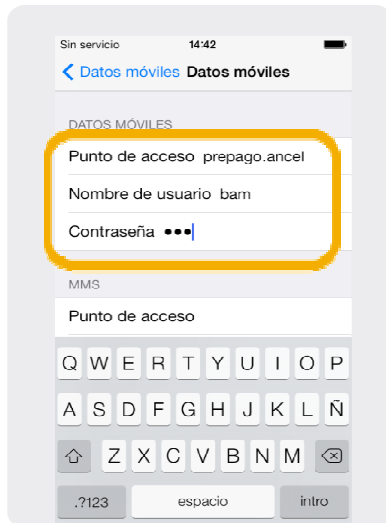 Sin servicio 14:42
Datos móviles Datos móviles
DATOS MÓVILES
Punto de acceso prepago.ancel
Nombre de usuario bam
Contraseña •••
MMS
Punto de acceso
Q W E R T Y U I O P
A S D F G H J K L Ñ
Z X C V B N M
.?123 espacio intro